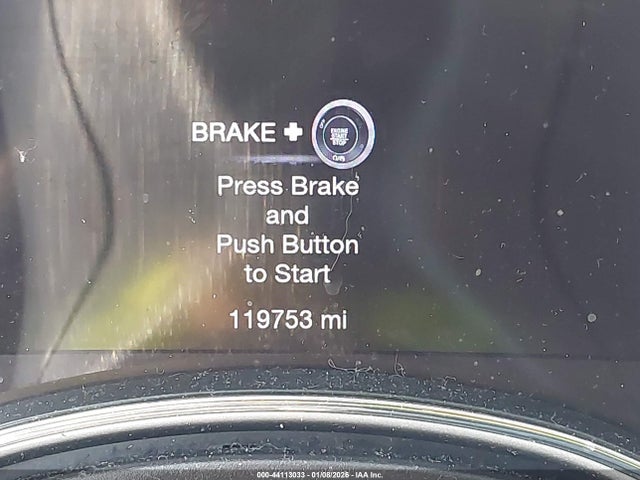 BRAKE +
ENGINE
START
STOP
Press Brake
and
Push Button
to Start
119753 mi
000-44113033 - 01/08/2026 - IAA Inc.